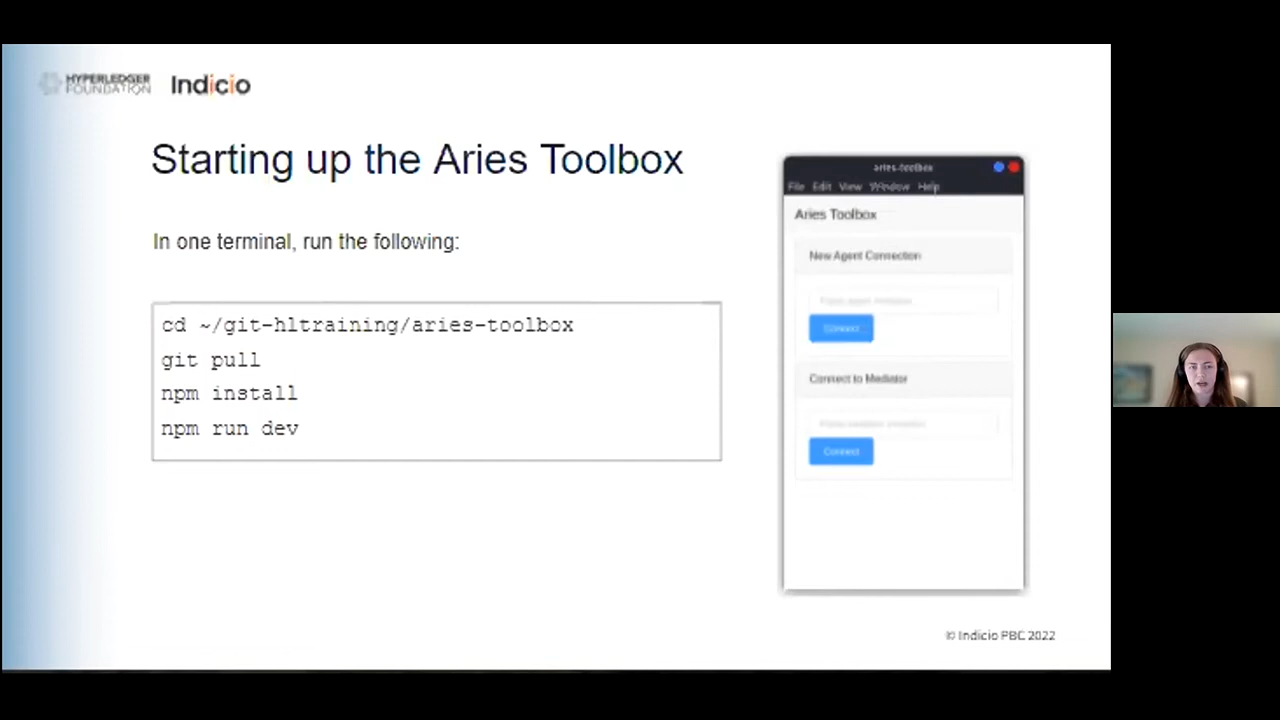 HYPERLEDGER
FOUNDATION
Indicio
Starting up the Aries Toolbox
In one terminal, run the following:
cd ~/git-hltraining/aries-toolbox
git pull
npm install
npm run dev
aries-toolbox
File Edit View Window Help
Aries Toolbox
New Agent Connection
Connect
Connect to Mediator
Connect
© Indicio PBC 2022